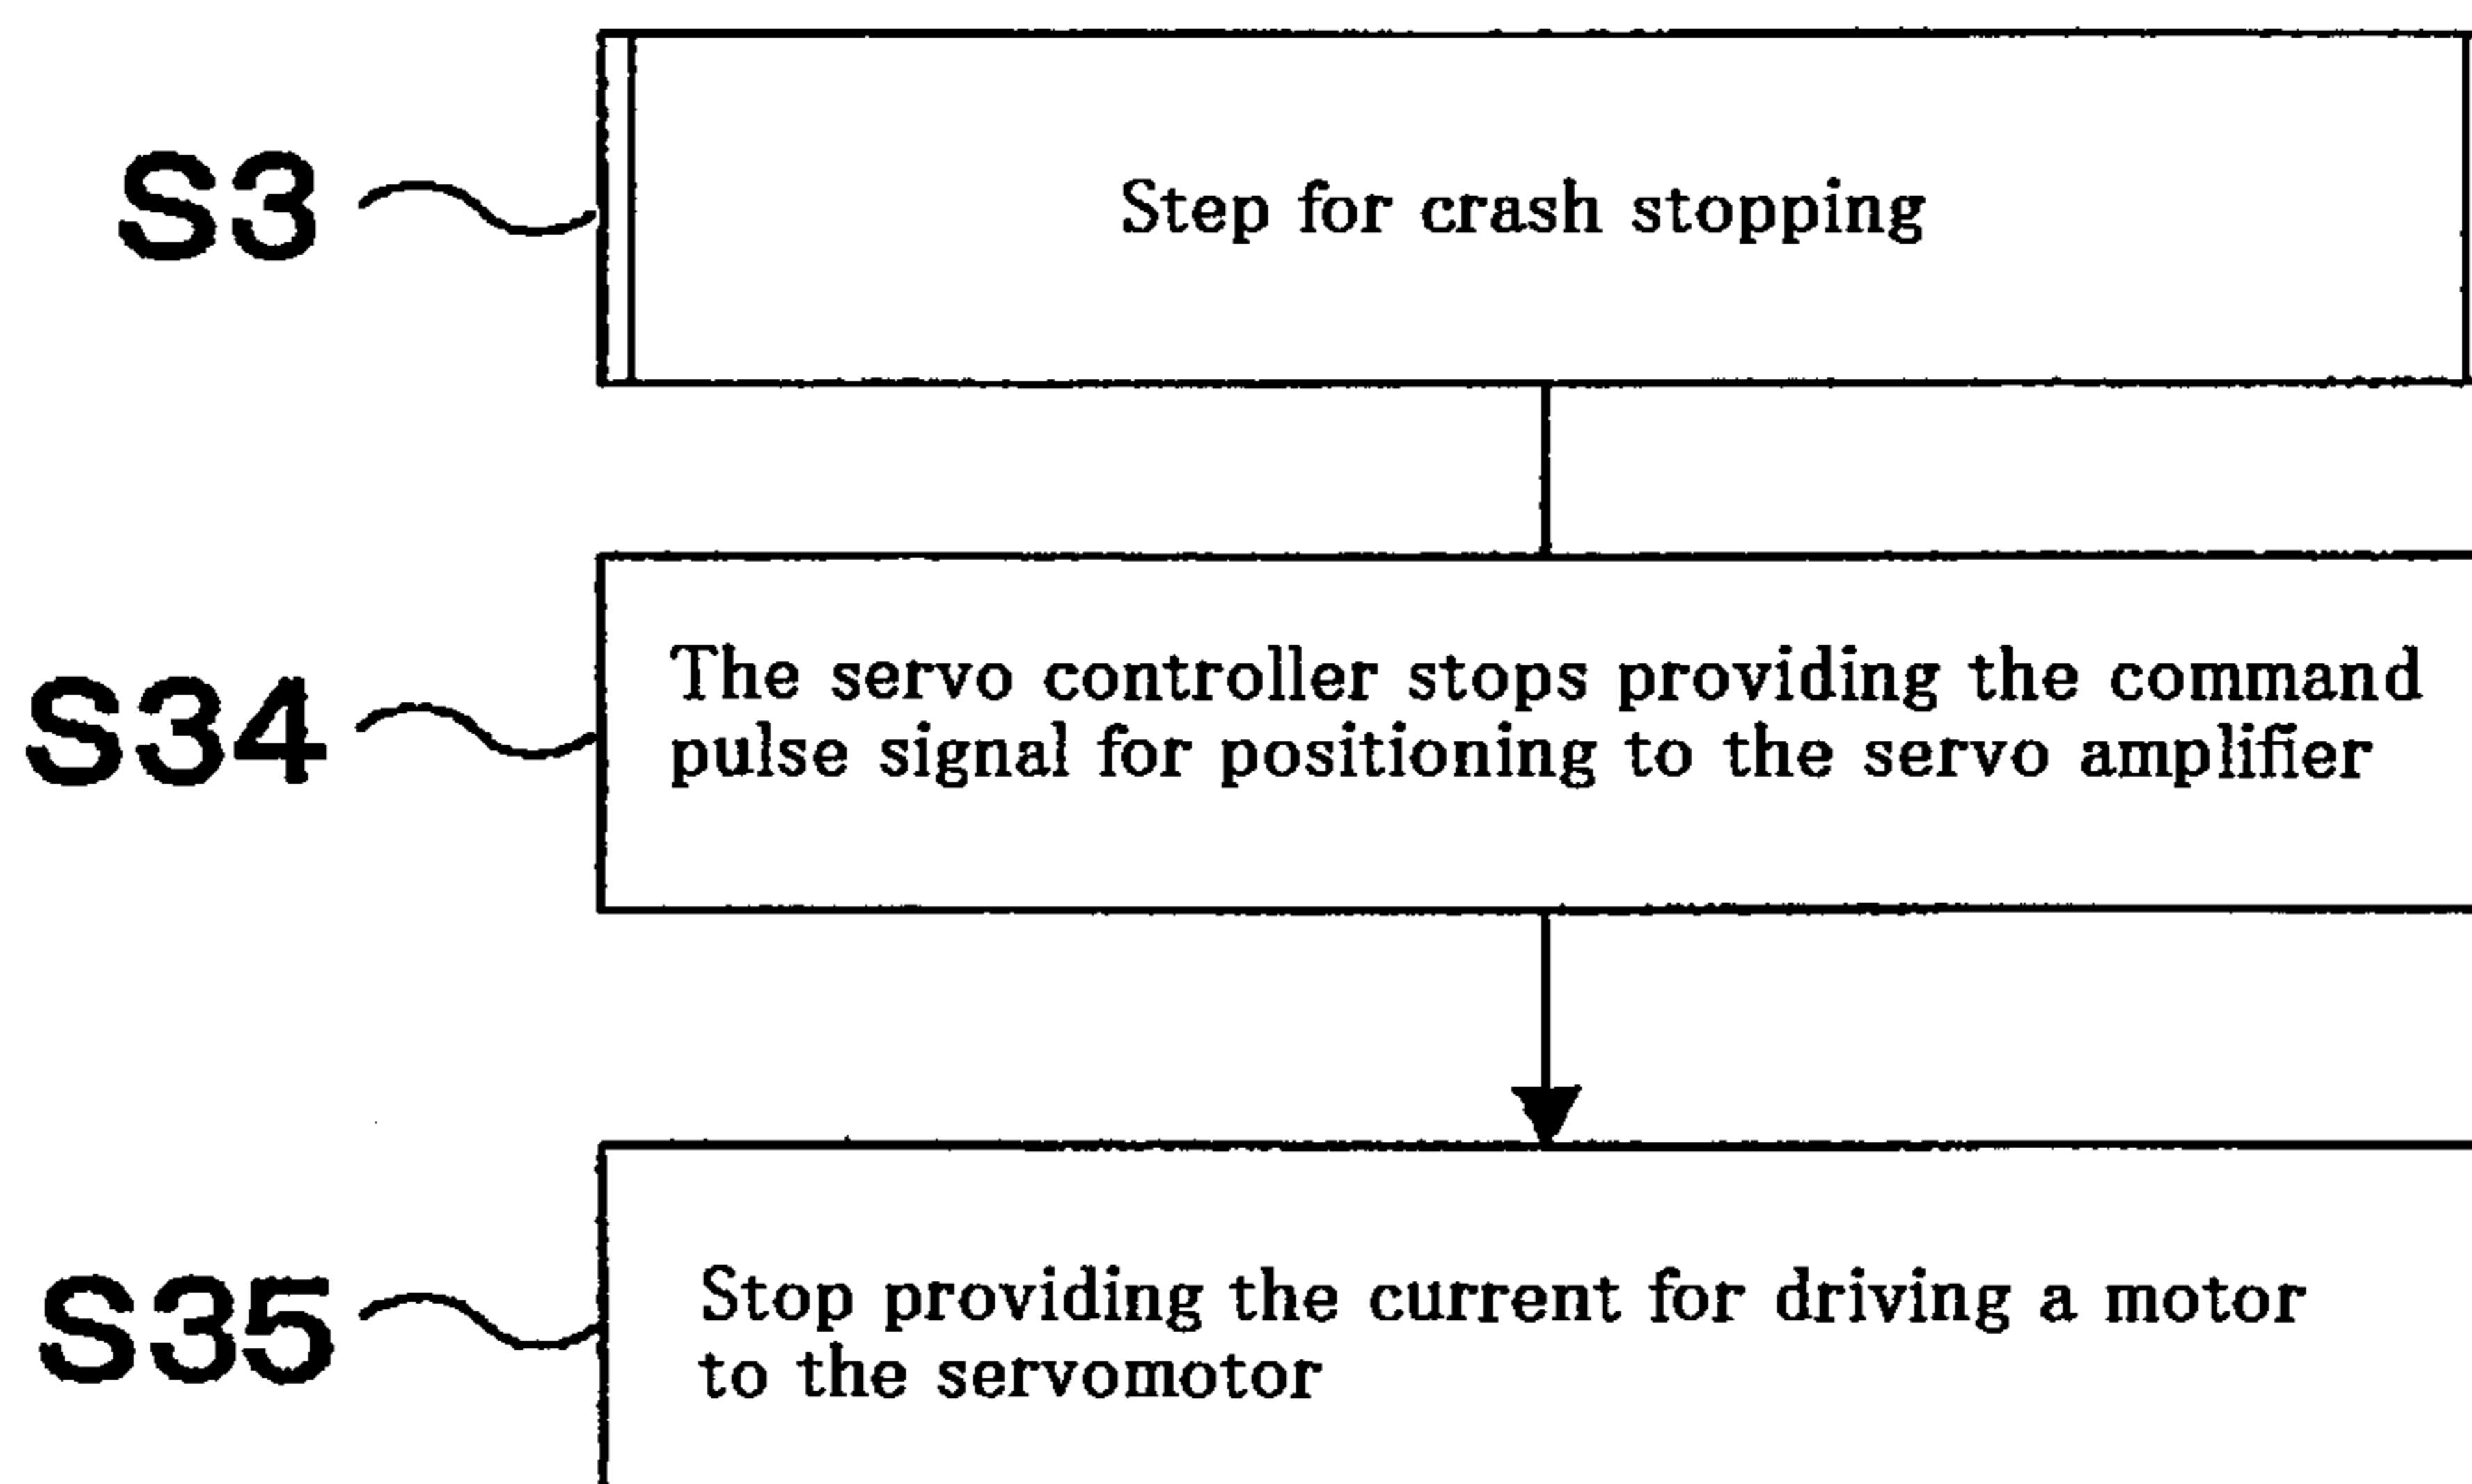 S3
Step for crash stopping
S34
The servo controller stops providing the command
pulse signal for positioning to the servo amplifier
S35
Stop providing the current for driving a motor
to the servomotor